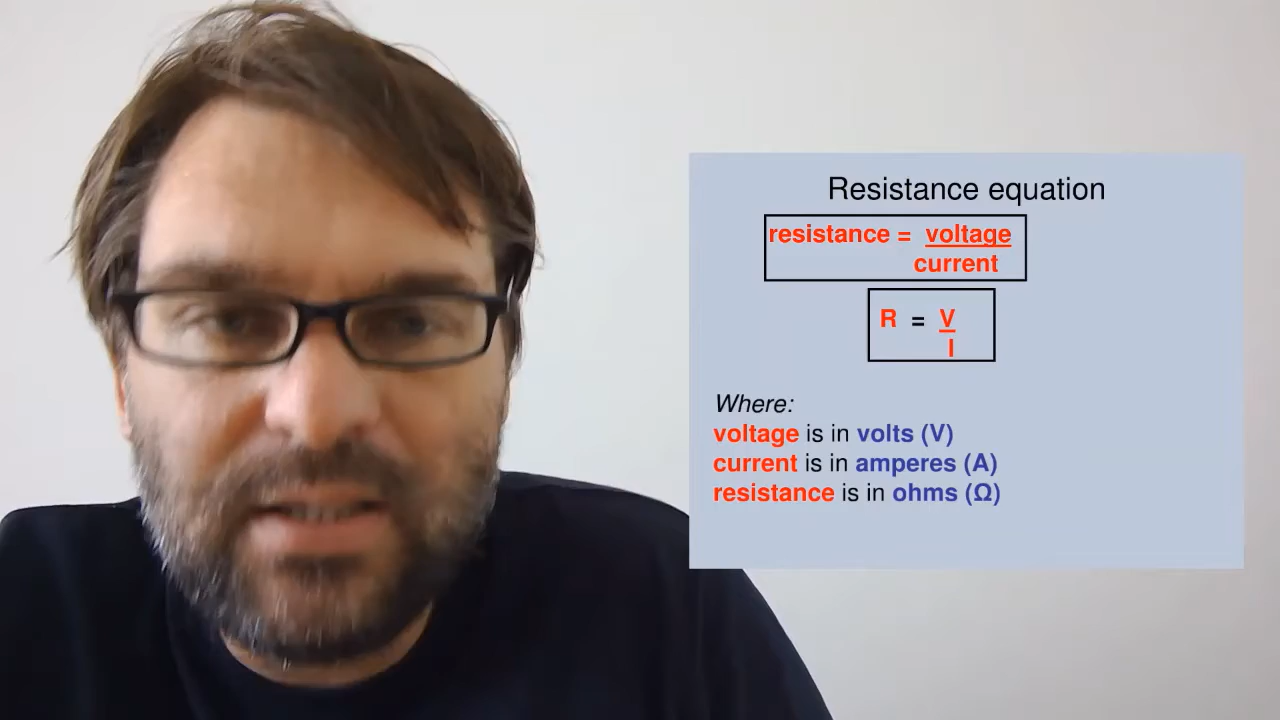 Resistance equation
resistance = voltage
current
R = V
I
Where:
voltage is in volts (V)
current is in amperes (A)
resistance is in ohms (Ω)